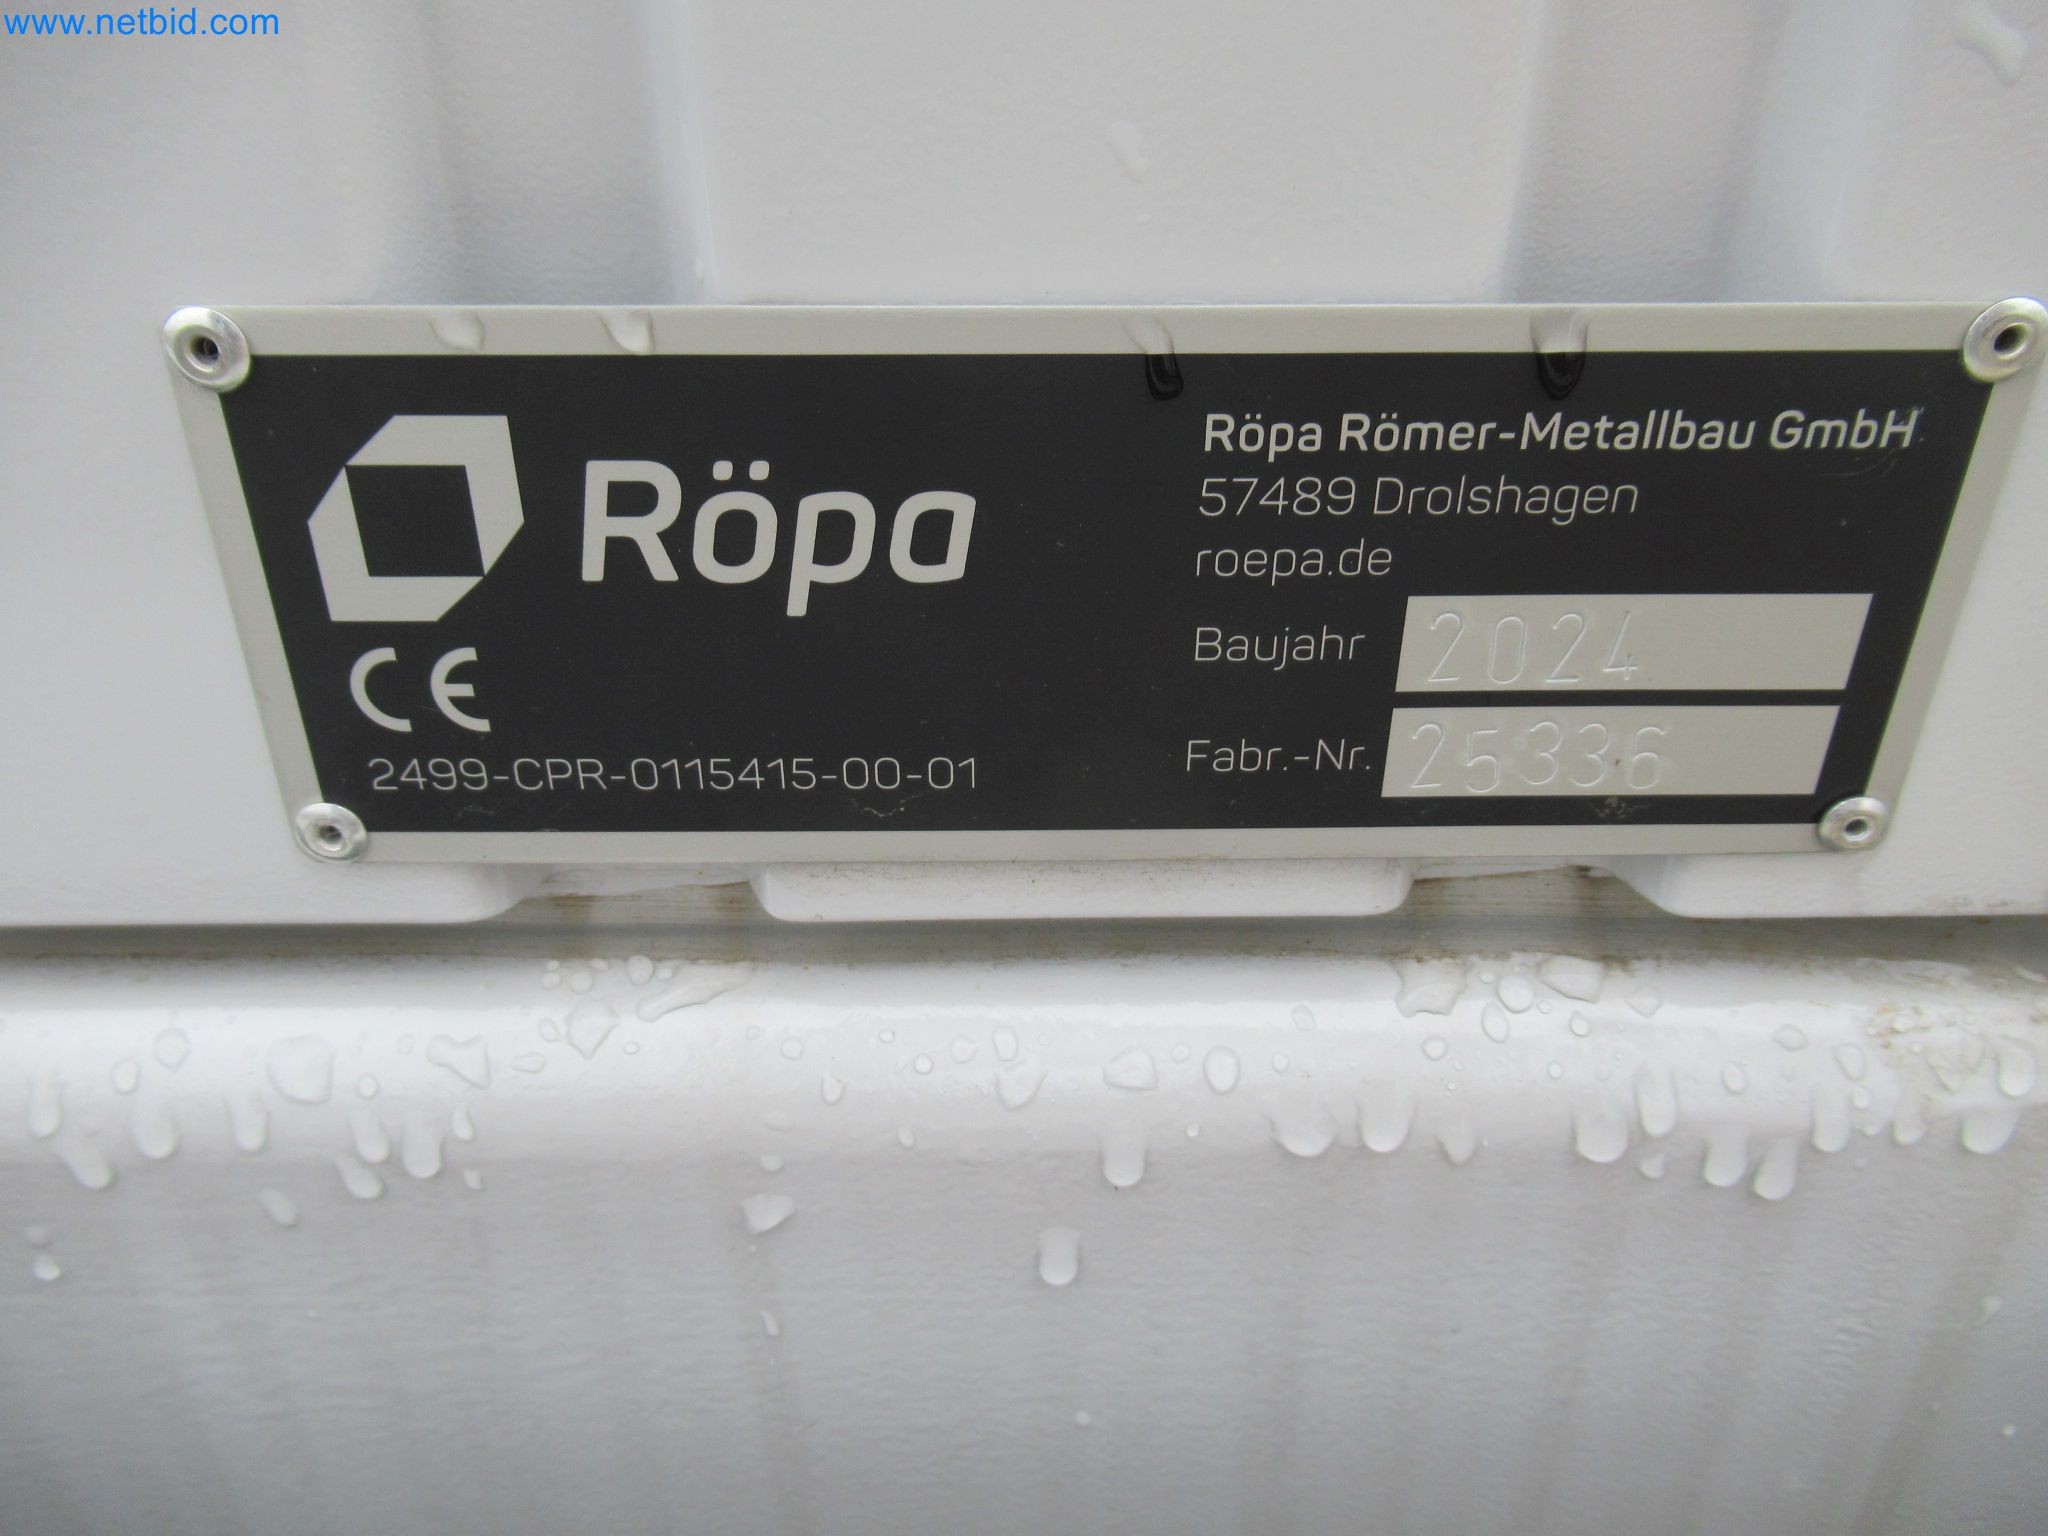 www.netbid.com
Röpa
CE
2499-CPR-0115415-00-01
Röpa Römer-Metallbau GmbH
57489 Drolshagen
roepa.de
Baujahr 2024
Fabr.-Nr. 25336